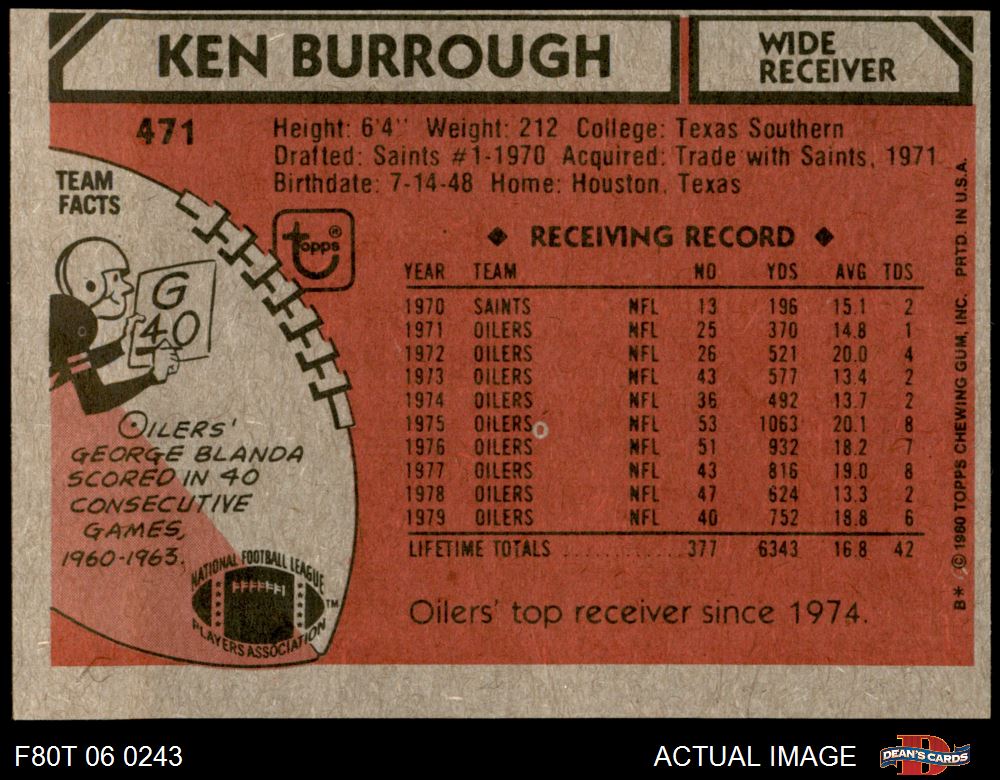 KEN BURROUGH
WIDE
RECEIVER
471
Height: 6'4" Weight: 212 College: Texas Southern
Drafted: Saints #1-1970 Acquired: Trade with Saints, 1971
Birthdate: 7-14-48 Home: Houston, Texas
TEAM
FACTS
G
40
OILERS'
GEORGE BLANDA
SCORED IN 40
CONSECUTIVE
GAMES,
1960-1963.
NATIONAL FOOTBALL LEAGUE
PLAYERS ASSOCIATION
TM
topps ®
◆ RECEIVING RECORD ◆
YEAR TEAM NO YDS AVG TDS
1970 SAINTS NFL 13 196 15.1 2
1971 OILERS NFL 25 370 14.8 1
1972 OILERS NFL 26 521 20.0 4
1973 OILERS NFL 43 577 13.4 2
1974 OILERS NFL 36 492 13.7 2
1975 OILERS NFL 53 1063 20.1 8
1976 OILERS NFL 51 932 18.2 7
1977 OILERS NFL 43 816 19.0 8
1978 OILERS NFL 47 624 13.3 2
1979 OILERS NFL 40 752 18.8 6
LIFETIME TOTALS ............ 377 6343 16.8 42
Oilers' top receiver since 1974.
B* © 1980 TOPPS CHEWING GUM, INC. PRTD. IN U.S.A.
F80T 06 0243
ACTUAL IMAGE
DEAN'S CARDS